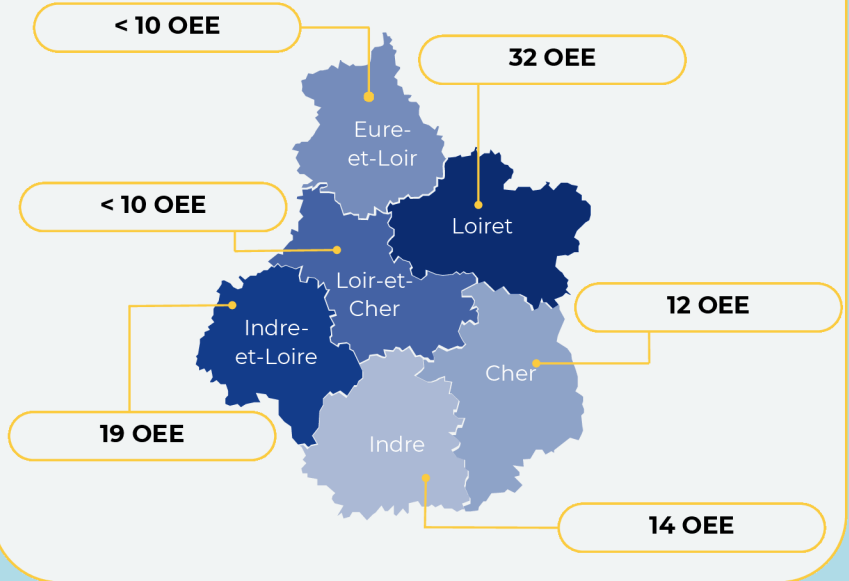 < 10 OEE
32 OEE
Eure-
et-Loir
< 10 OEE
Loiret
Loir-et-
Cher
12 OEE
Indre-
et-Loire
Cher
19 OEE
Indre
14 OEE